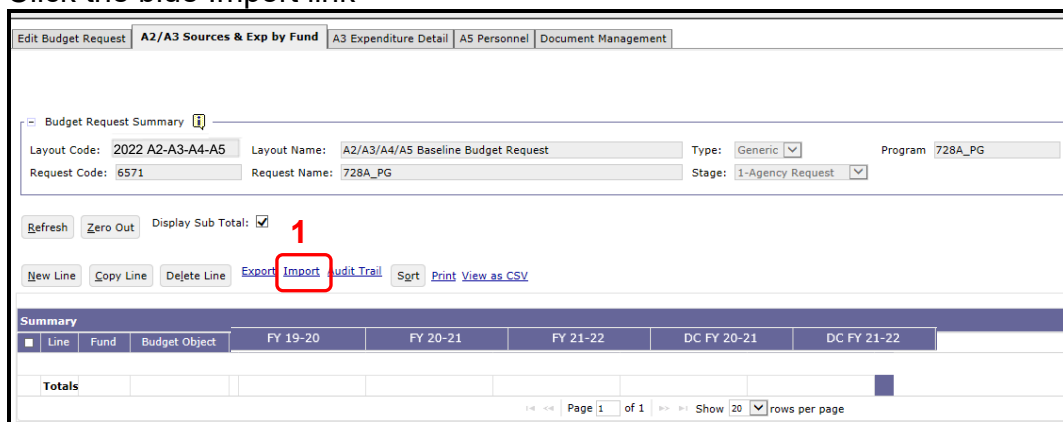 Click the blue Import link
Edit Budget Request A2/A3 Sources & Exp by Fund A3 Expenditure Detail A5 Personnel Document Management
Budget Request Summary
Layout Code: 2022 A2-A3-A4-A5 Layout Name: A2/A3/A4/A5 Baseline Budget Request Type: Generic Program 728A_PG
Request Code: 6571 Request Name: 728A_PG Stage: 1-Agency Request
Refresh Zero Out Display Sub Total:
1
New Line Copy Line Delete Line Export Import Audit Trail Sort Print View as CSV
Summary
Line Fund Budget Object FY 19-20 FY 20-21 FY 21-22 DC FY 20-21 DC FY 21-22
Totals
Page 1 of 1 Show 20 rows per page